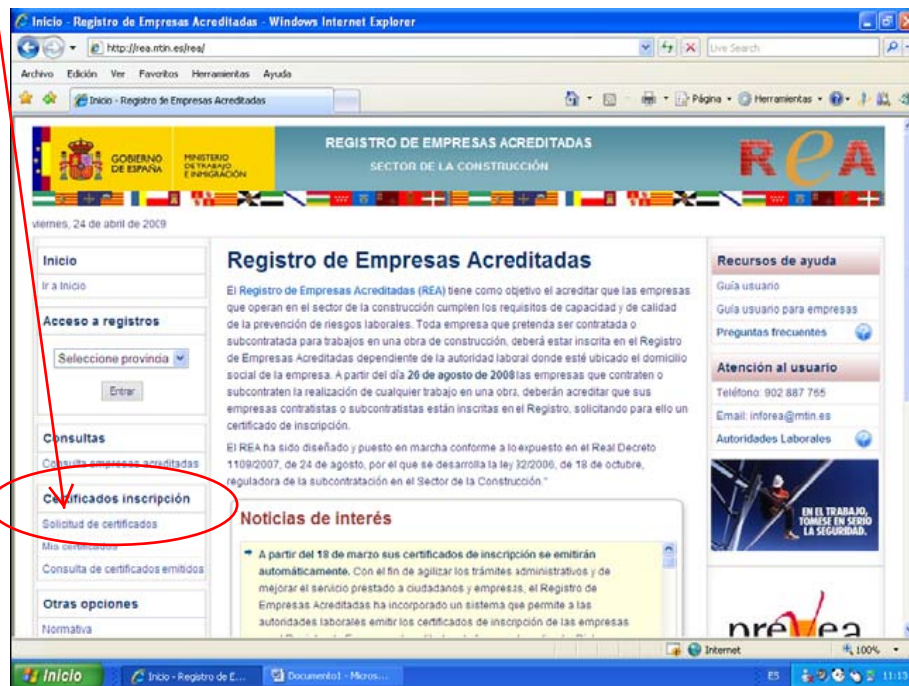 Inicio - Registro de Empresas Acreditadas - Windows Internet Explorer
http://rea.mtin.es/rea/
Live Search
Archivo Edición Ver Favoritos Herramientas Ayuda
Inicio - Registro de Empresas Acreditadas
Página
Herramientas
GOBIERNO DE ESPAÑA
MINISTERIO DE TRABAJO E INMIGRACIÓN
REGISTRO DE EMPRESAS ACREDITADAS
SECTOR DE LA CONSTRUCCIÓN
ReA
viernes, 24 de abril de 2009
Inicio
Ir a Inicio
Acceso a registros
Seleccione provincia
Entrar
Consultas
Consulta empresas acreditadas
Certificados inscripción
Solicitud de certificados
Mis certificados
Consulta de certificados emitidos
Otras opciones
Normativa
Registro de Empresas Acreditadas
El Registro de Empresas Acreditadas (REA) tiene como objetivo el acreditar que las empresas
que operan en el sector de la construcción cumplen los requisitos de capacidad y de calidad
de la prevención de riesgos laborales. Toda empresa que pretenda ser contratada o
subcontratada para trabajos en una obra de construcción, deberá estar inscrita en el Registro
de Empresas Acreditadas dependiente de la autoridad laboral donde esté ubicado el domicilio
social de la empresa. A partir del día 26 de agosto de 2008 las empresas que contraten o
subcontraten la realización de cualquier trabajo en una obra, deberán acreditar que sus
empresas contratistas o subcontratistas están inscritas en el Registro, solicitando para ello un
certificado de inscripción.
El REA ha sido diseñado y puesto en marcha conforme a lo expuesto en el Real Decreto
1109/2007, de 24 de agosto, por el que se desarrolla la ley 32/2006, de 18 de octubre,
reguladora de la subcontratación en el Sector de la Construcción."
Noticias de interés
A partir del 18 de marzo sus certificados de inscripción se emitirán
automáticamente. Con el fin de agilizar los trámites administrativos y de
mejorar el servicio prestado a ciudadanos y empresas, el Registro de
Empresas Acreditadas ha incorporado un sistema que permite a las
autoridades laborales emitir los certificados de inscripción de las empresas
Recursos de ayuda
Guía usuario
Guía usuario para empresas
Preguntas frecuentes
Atención al usuario
Teléfono: 902 887 765
Email: inforea@mtin.es
Autoridades Laborales
EN EL TRABAJO,
TÓMESE EN SERIO
LA SEGURIDAD.
prevea
Internet
100%
Inicio
Inicio - Registro de E...
Documento1 - Micros...
ES
11:13